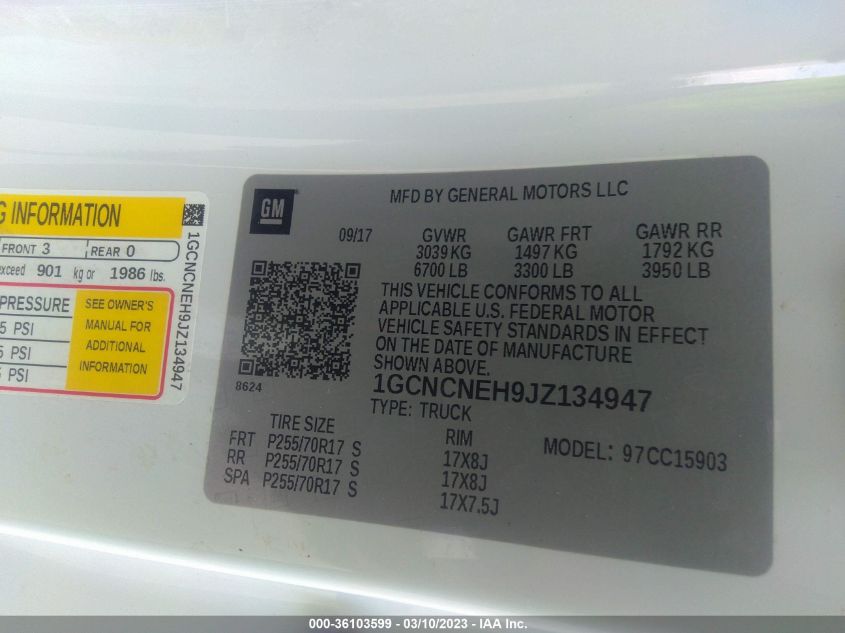 G INFORMATION
FRONT 3 REAR 0
exceed 901 kg or 1986 lbs.
PRESSURE SEE OWNER'S
MANUAL FOR
ADDITIONAL
INFORMATION
5 PSI
5 PSI
5 PSI
1GCNCNEH9JZ134947
GM
MFD BY GENERAL MOTORS LLC
09/17 GVWR GAWR FRT GAWR RR
3039 KG 1497 KG 1792 KG
6700 LB 3300 LB 3950 LB
THIS VEHICLE CONFORMS TO ALL
APPLICABLE U.S. FEDERAL MOTOR
VEHICLE SAFETY STANDARDS IN EFFECT
ON THE DATE OF MANUFACTURE
SHOWN ABOVE.
8624
1GCNCNEH9JZ134947
TYPE: TRUCK
TIRE SIZE RIM
FRT P255/70R17 S 17X8J
RR P255/70R17 S 17X8J
SPA P255/70R17 S 17X7.5J
MODEL: 97CC15903
000-36103599 - 03/10/2023 - IAA Inc.